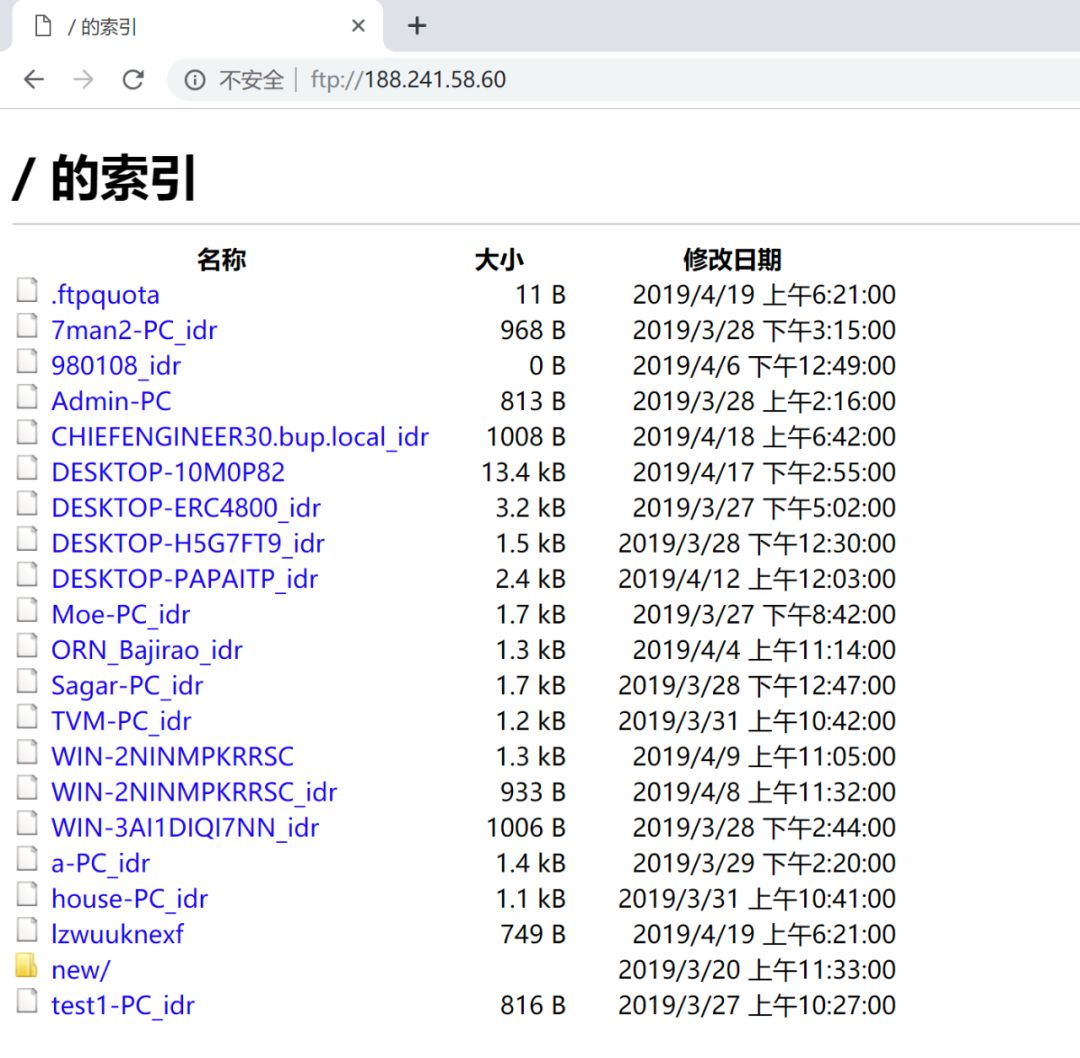 / 的索引
不安全 | ftp://188.241.58.60
/ 的索引
名称 大小 修改日期
.ftpquota 11 B 2019/4/19 上午6:21:00
7man2-PC_idr 968 B 2019/3/28 下午3:15:00
980108_idr 0 B 2019/4/6 下午12:49:00
Admin-PC 813 B 2019/3/28 上午2:16:00
CHIEFENGINEER30.bup.local_idr 1008 B 2019/4/18 上午6:42:00
DESKTOP-10M0P82 13.4 kB 2019/4/17 下午2:55:00
DESKTOP-ERC4800_idr 3.2 kB 2019/3/27 下午5:02:00
DESKTOP-H5G7FT9_idr 1.5 kB 2019/3/28 下午12:30:00
DESKTOP-PAPAITP_idr 2.4 kB 2019/4/12 上午12:03:00
Moe-PC_idr 1.7 kB 2019/3/27 下午8:42:00
ORN_Bajirao_idr 1.3 kB 2019/4/4 上午11:14:00
Sagar-PC_idr 1.7 kB 2019/3/28 下午12:47:00
TVM-PC_idr 1.2 kB 2019/3/31 上午10:42:00
WIN-2NINMPKRRSC 1.3 kB 2019/4/9 上午11:05:00
WIN-2NINMPKRRSC_idr 933 B 2019/4/8 上午11:32:00
WIN-3AI1DIQI7NN_idr 1006 B 2019/3/28 下午2:44:00
a-PC_idr 1.4 kB 2019/3/29 下午2:20:00
house-PC_idr 1.1 kB 2019/3/31 上午10:41:00
lzwuuknexf 749 B 2019/4/19 上午6:21:00
new/ 2019/3/20 上午11:33:00
test1-PC_idr 816 B 2019/3/27 上午10:27:00